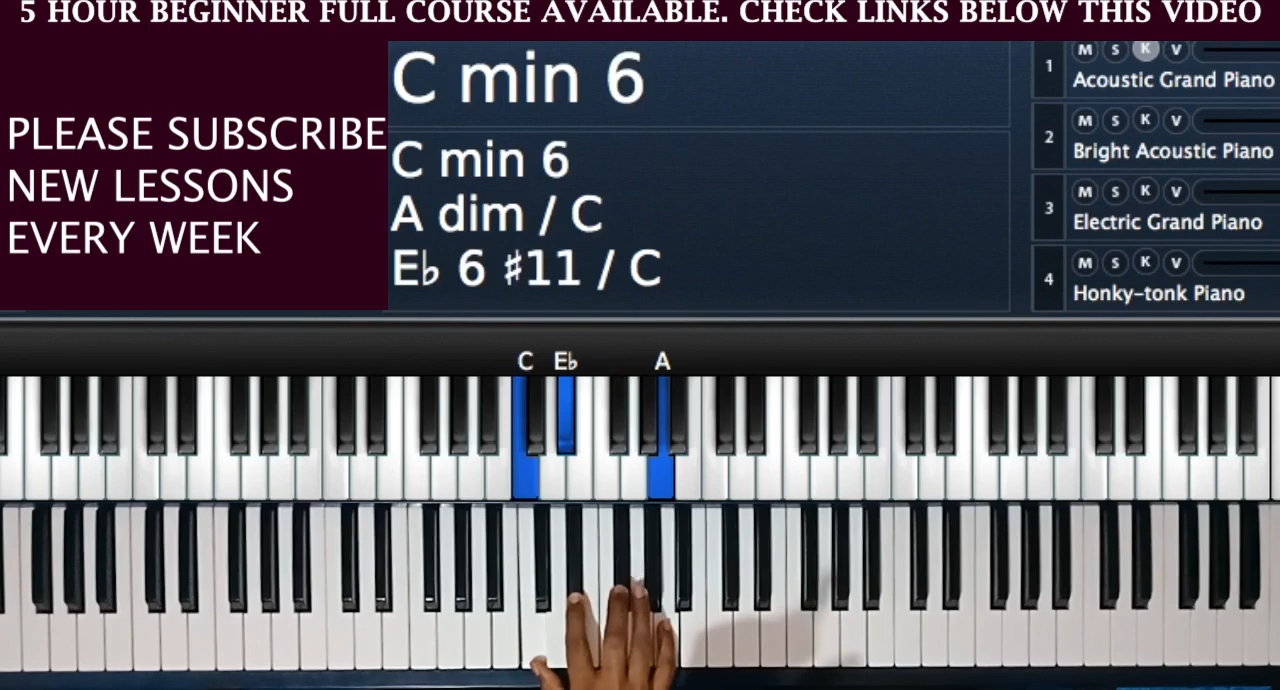 5 HOUR BEGINNER FULL COURSE AVAILABLE. CHECK LINKS BELOW THIS VIDEO
PLEASE SUBSCRIBE
NEW LESSONS
EVERY WEEK
C min 6
C min 6
A dim / C
E♭ 6 ♯11 / C
1
M S K V
Acoustic Grand Piano
2
M S K V
Bright Acoustic Piano
3
M S K V
Electric Grand Piano
4
M S K V
Honky-tonk Piano
C E♭ A